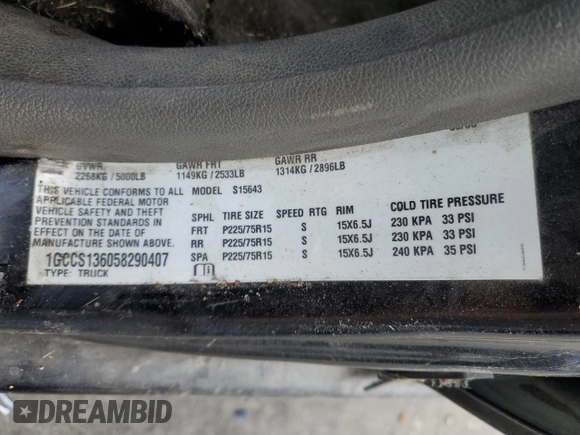 GVWR GAWR FRT GAWR RR
2268KG/5000LB 1149KG/2533LB 1314KG/2896LB
THIS VEHICLE CONFORMS TO ALL MODEL S15643
APPLICABLE FEDERAL MOTOR
VEHICLE SAFETY AND THEFT
PREVENTION STANDARDS IN
EFFECT ON THE DATE OF
MANUFACTURE SHOWN ABOVE.
1GCCS136058290407
TYPE: TRUCK
SPHL TIRE SIZE SPEED RTG RIM COLD TIRE PRESSURE
FRT P225/75R15 S 15X6.5J 230 KPA 33 PSI
RR P225/75R15 S 15X6.5J 230 KPA 33 PSI
SPA P225/75R15 S 15X6.5J 240 KPA 35 PSI
DREAMBID